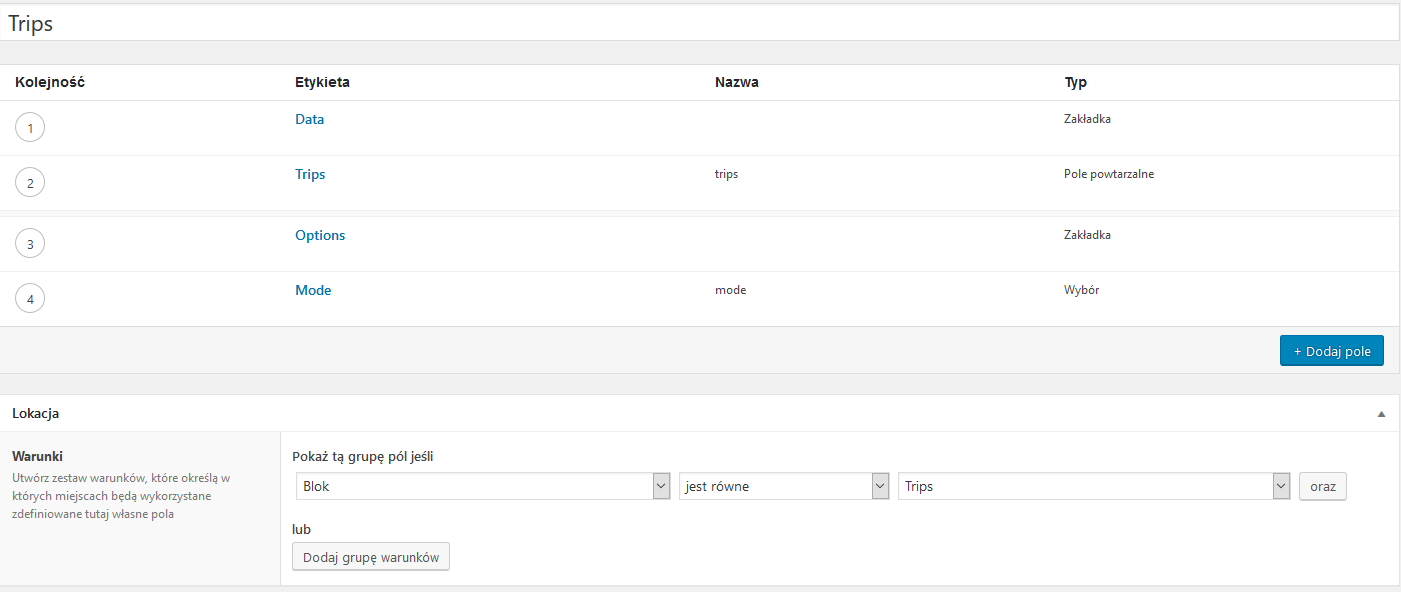 Trips
Kolejność Etykieta Nazwa Typ
1 Data Zakładka
2 Trips trips Pole powtarzalne
3 Options Zakładka
4 Mode mode Wybór
+ Dodaj pole
Lokacja
Warunki
Utwórz zestaw warunków, które określą w
których miejscach będą wykorzystane
zdefiniowane tutaj własne pola
Pokaż tą grupę pól jeśli
Blok jest równe Trips oraz
lub
Dodaj grupę warunków